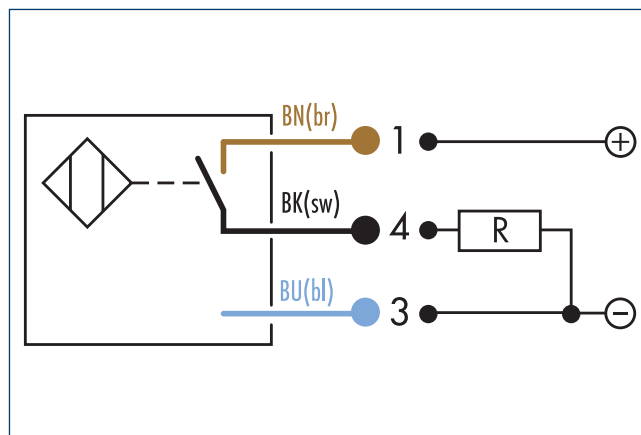 BN(br) 1 +
BK(sw) 4 R
BU(bl) 3 −